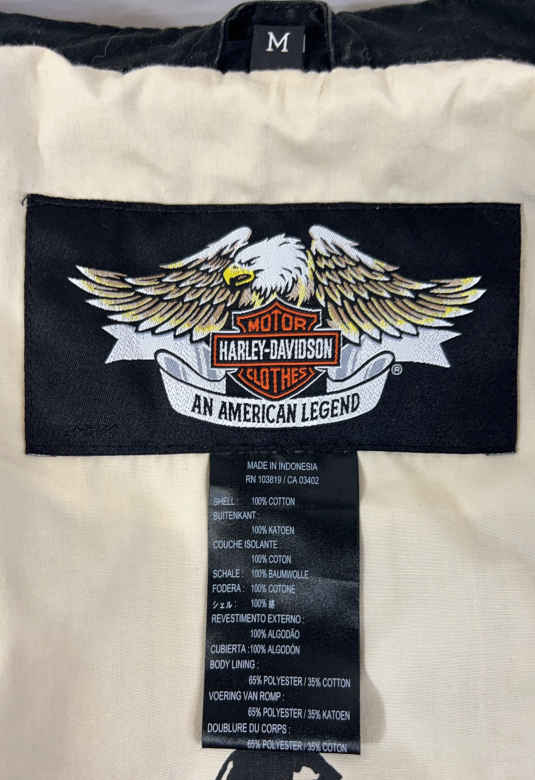 M
MOTOR
HARLEY-DAVIDSON
CLOTHES
®
AN AMERICAN LEGEND
MADE IN INDONESIA
RN 103819 / CA 03402
SHELL : 100% COTTON
BUITENKANT :
100% KATOEN
COUCHE ISOLANTE :
100% COTON
SCHALE : 100% BAUMWOLLE
FODERA : 100% COTONE
シェル : 100% 綿
REVESTIMENTO EXTERNO :
100% ALGODÃO
CUBIERTA :100% ALGODÓN
BODY LINING :
65% POLYESTER / 35% COTTON
VOERING VAN ROMP :
65% POLYESTER / 35% KATOEN
DOUBLURE DU CORPS :
65% POLYESTER / 35% COTON